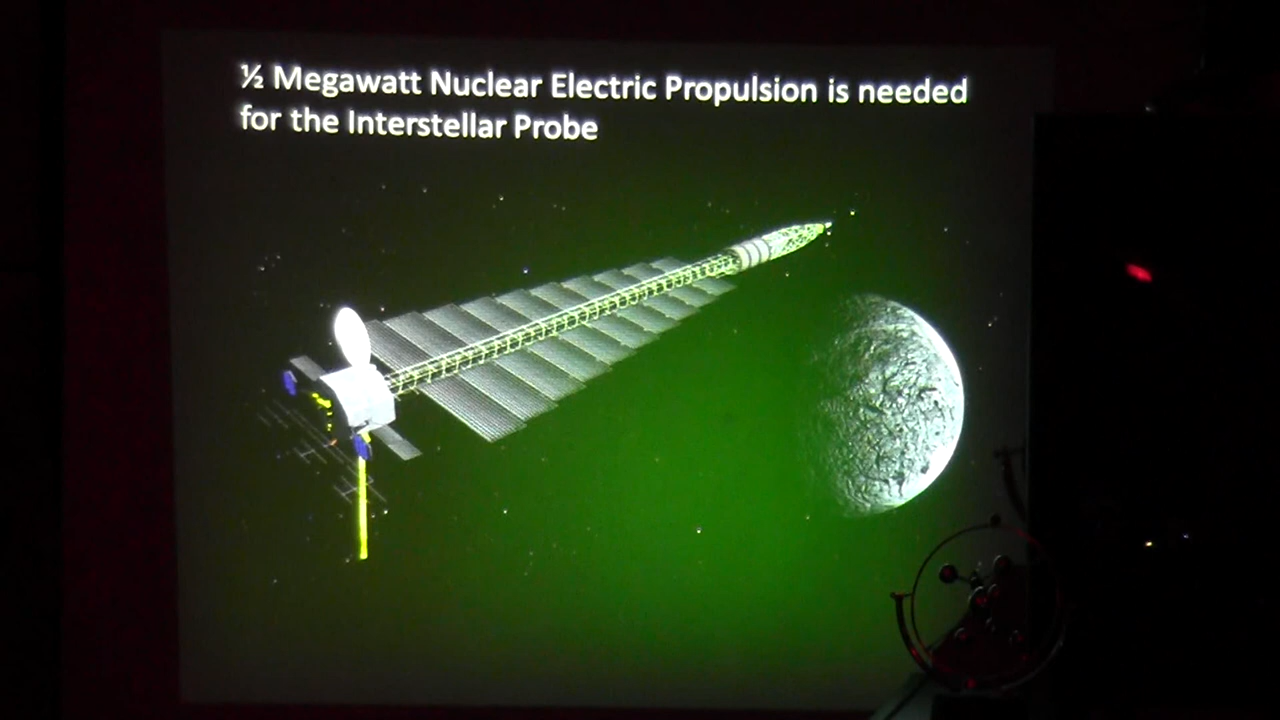 ½ Megawatt Nuclear Electric Propulsion is needed
for the Interstellar Probe